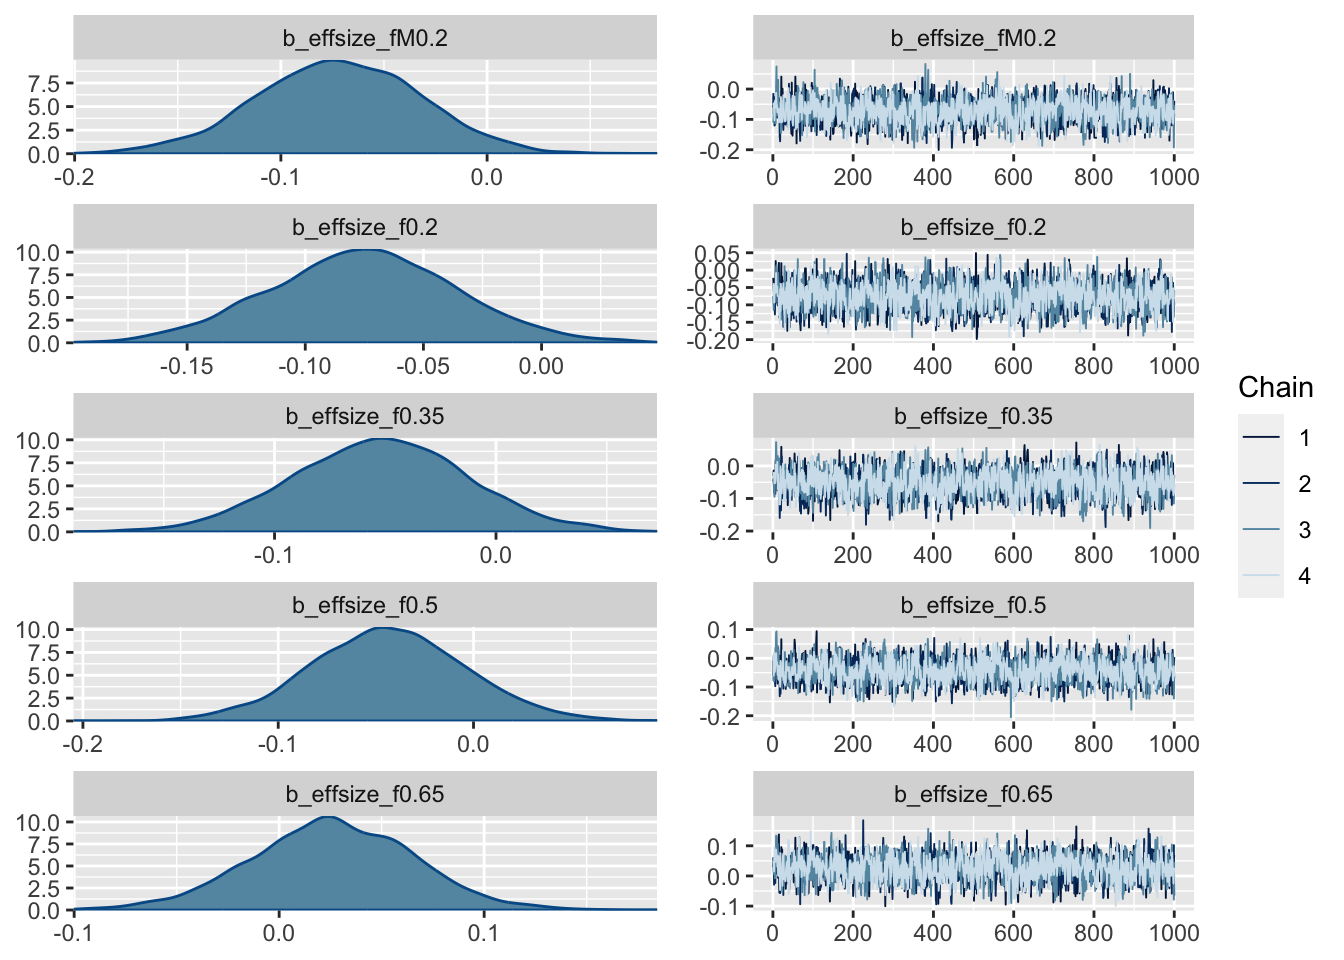 b_effsize_fM0.2
7.5
5.0
2.5
0.0
-0.2 -0.1 0.0
b_effsize_fM0.2
0.0
-0.1
-0.2
0 200 400 600 800 1000
b_effsize_f0.2
10.0
7.5
5.0
2.5
0.0
-0.15 -0.10 -0.05 0.00
b_effsize_f0.2
0.05
0.00
-0.05
-0.10
-0.15
-0.20
0 200 400 600 800 1000
b_effsize_f0.35
10.0
7.5
5.0
2.5
0.0
-0.1 0.0
b_effsize_f0.35
0.0
-0.1
-0.2
0 200 400 600 800 1000
b_effsize_f0.5
10.0
7.5
5.0
2.5
0.0
-0.2 -0.1 0.0
b_effsize_f0.5
0.1
0.0
-0.1
-0.2
0 200 400 600 800 1000
b_effsize_f0.65
10.0
7.5
5.0
2.5
0.0
-0.1 0.0 0.1
b_effsize_f0.65
0.1
0.0
-0.1
0 200 400 600 800 1000
Chain
1
2
3
4